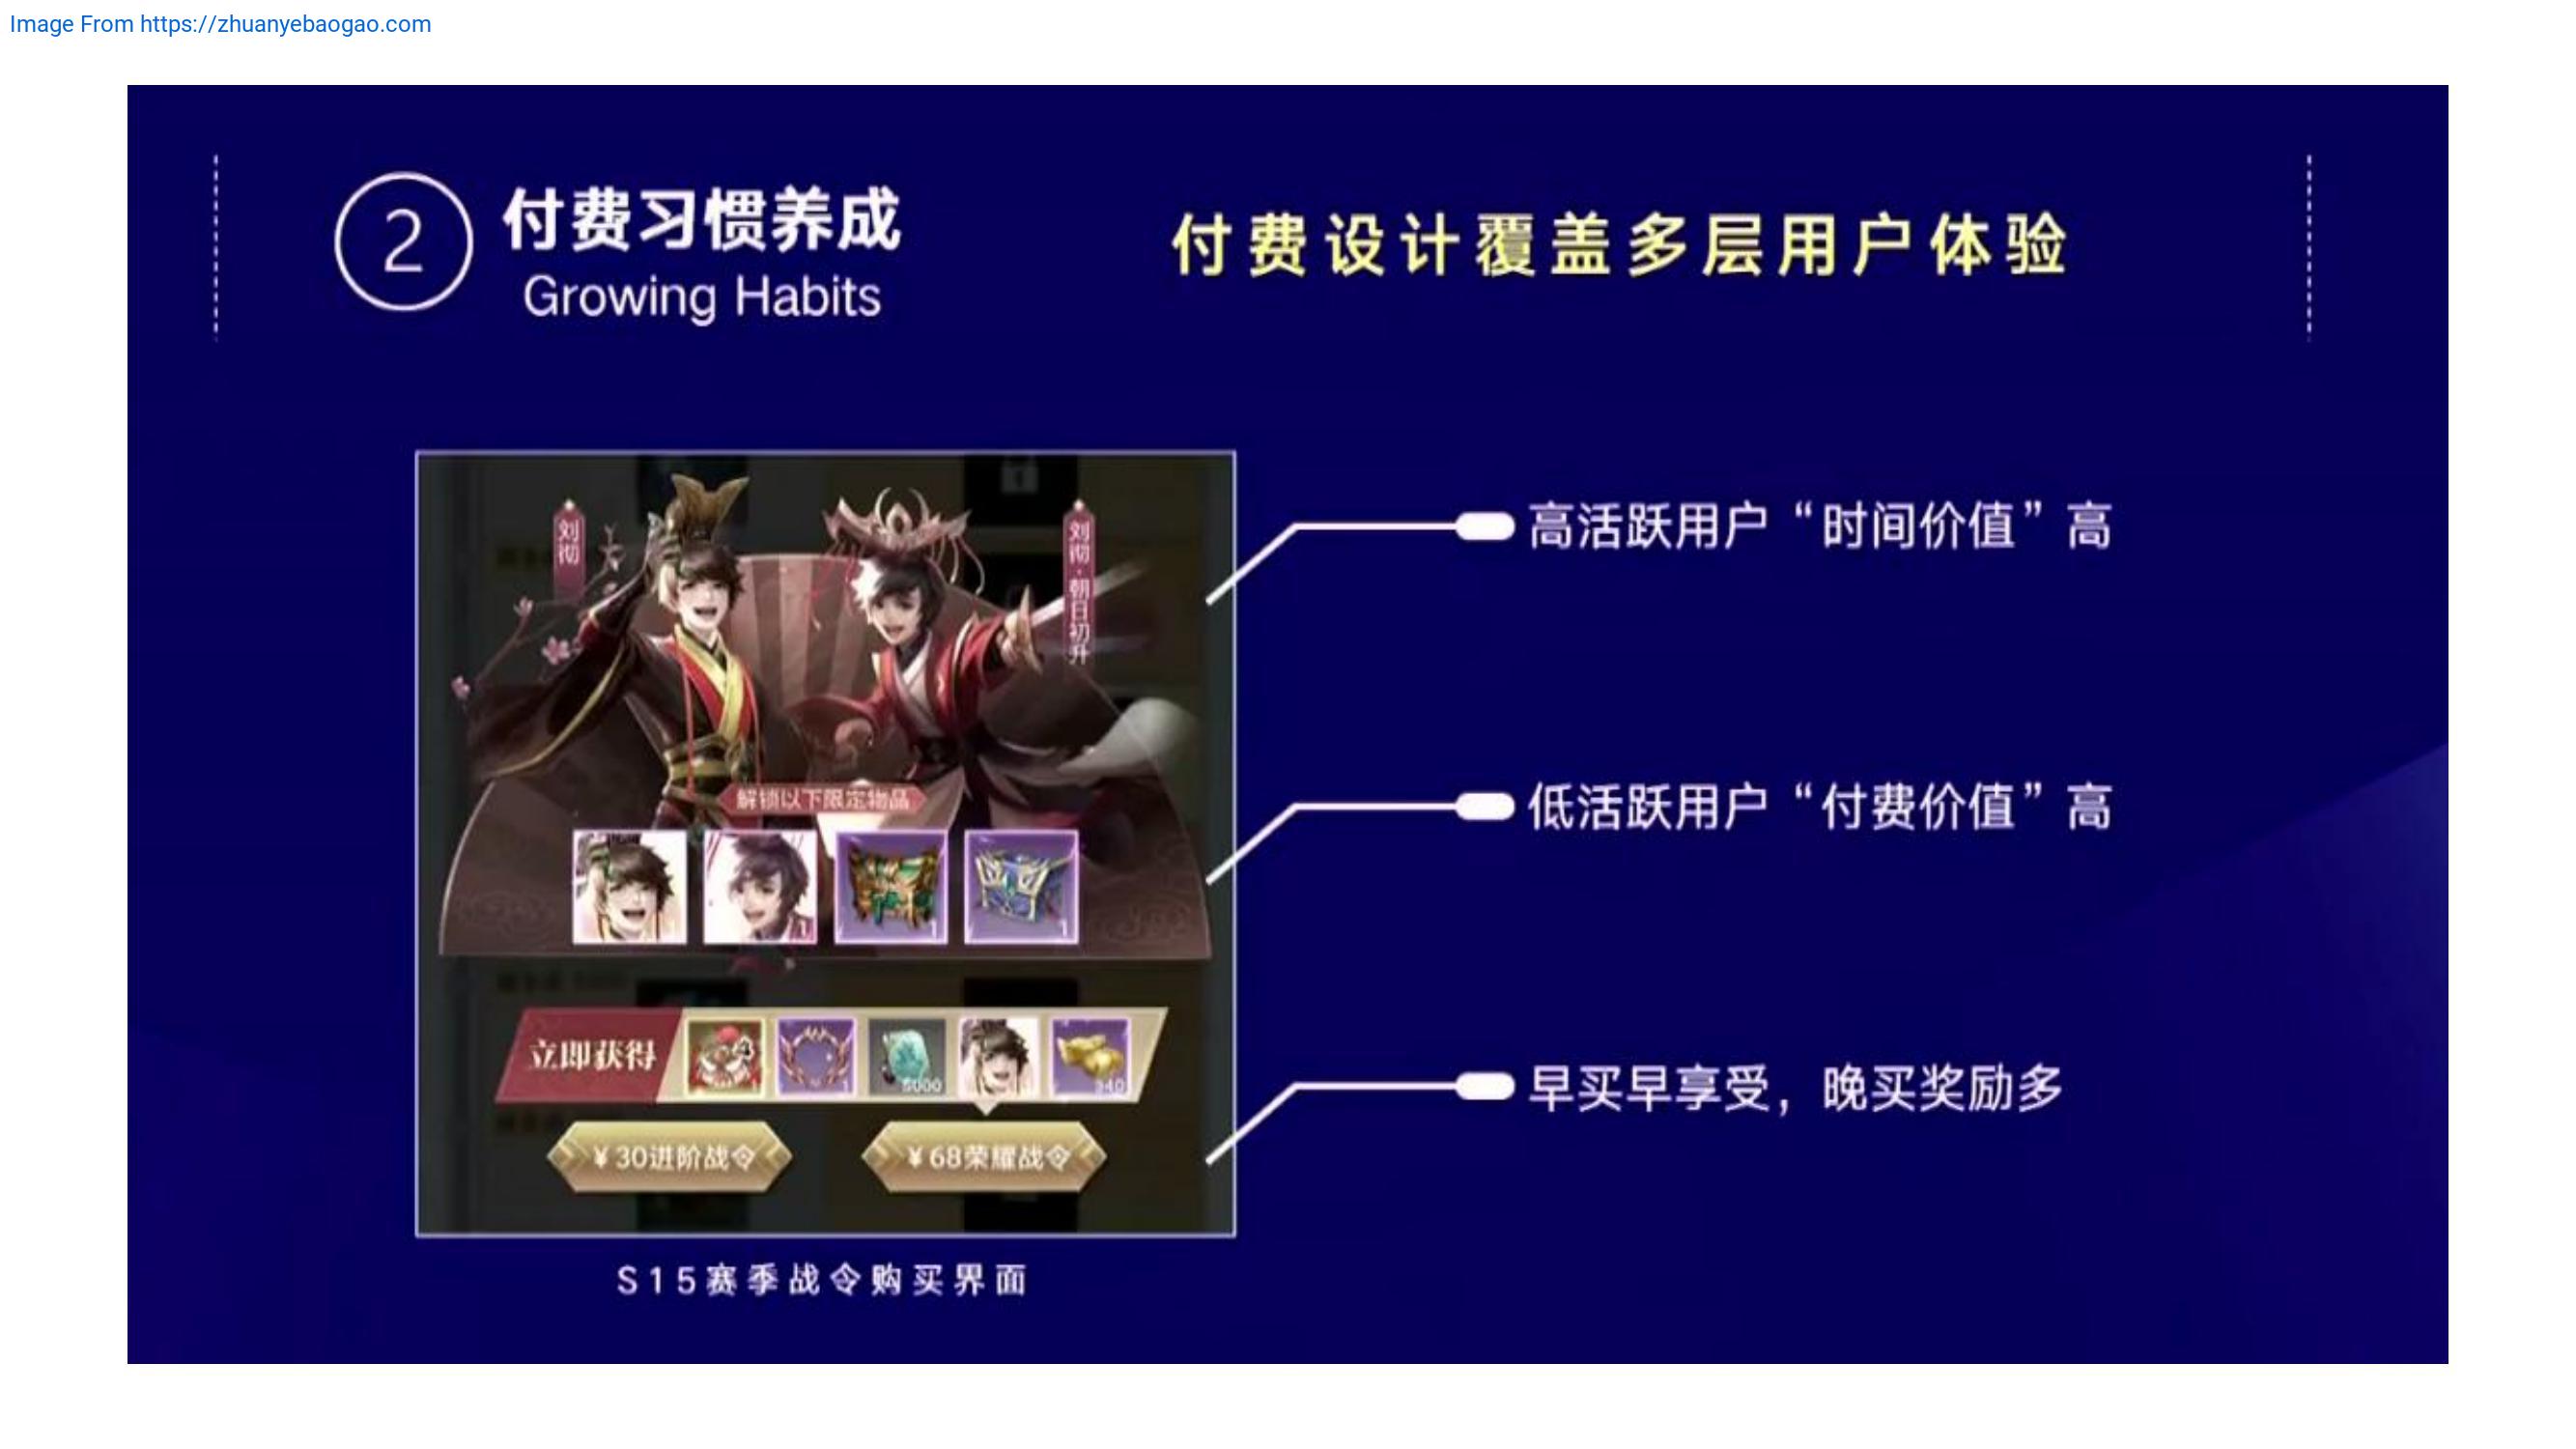 Image From https://zhuanyebaogao.com
2
付费习惯养成
Growing Habits
付费设计覆盖多层用户体验
刘彻
刘彻·朝日初升
高活跃用户“时间价值”高
解锁以下限定物品
低活跃用户“付费价值”高
1
1
1
立即获得
1
5000
340
早买早享受，晚买奖励多
¥30进阶战令
¥68荣耀战令
S15赛季战令购买界面